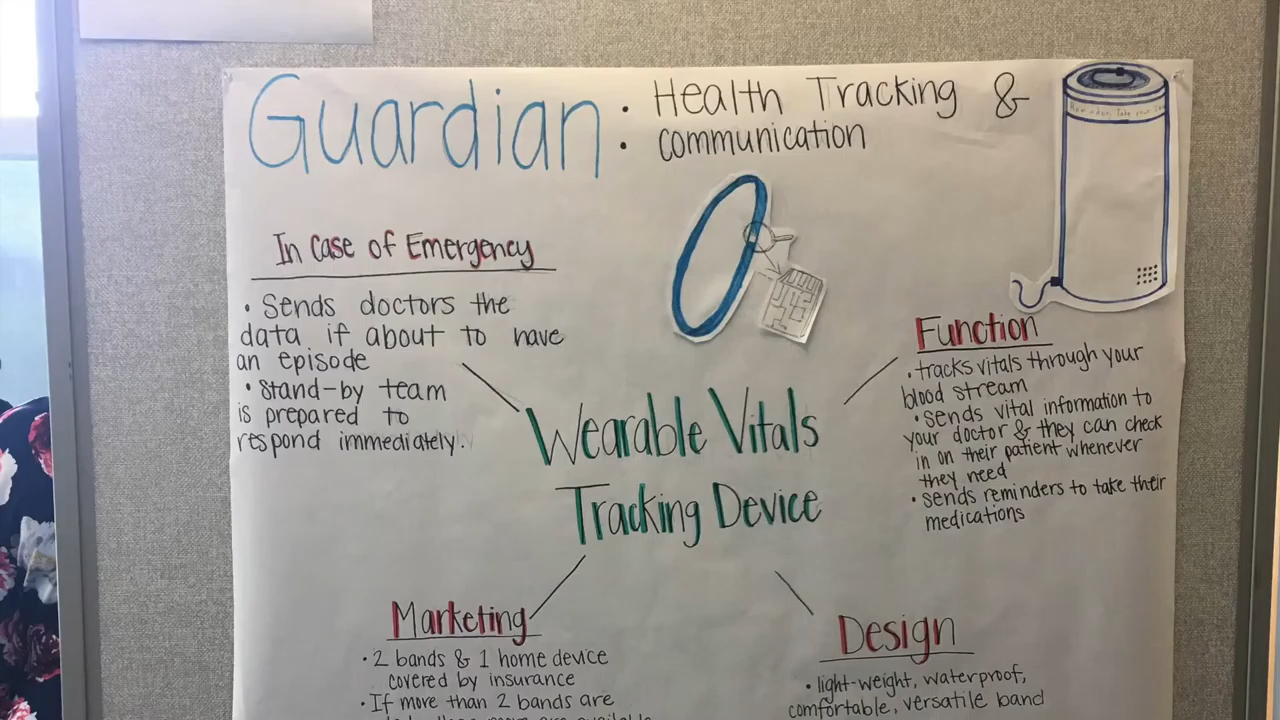 Guardian : Health Tracking &
communication
In Case of Emergency
• Sends doctors the
data if about to have
an episode
• Stand-by team
is prepared to
respond immediately.
Wearable Vitals
Tracking Device
Function
• tracks vitals through your
blood stream
• Sends vital information to
your doctor & they can check
in on their patient whenever
they need
• sends reminders to take their
medications
Marketing
• 2 bands & 1 home device
covered by insurance
• If more than 2 bands are
Design
• light-weight, waterproof,
comfortable, versatile band